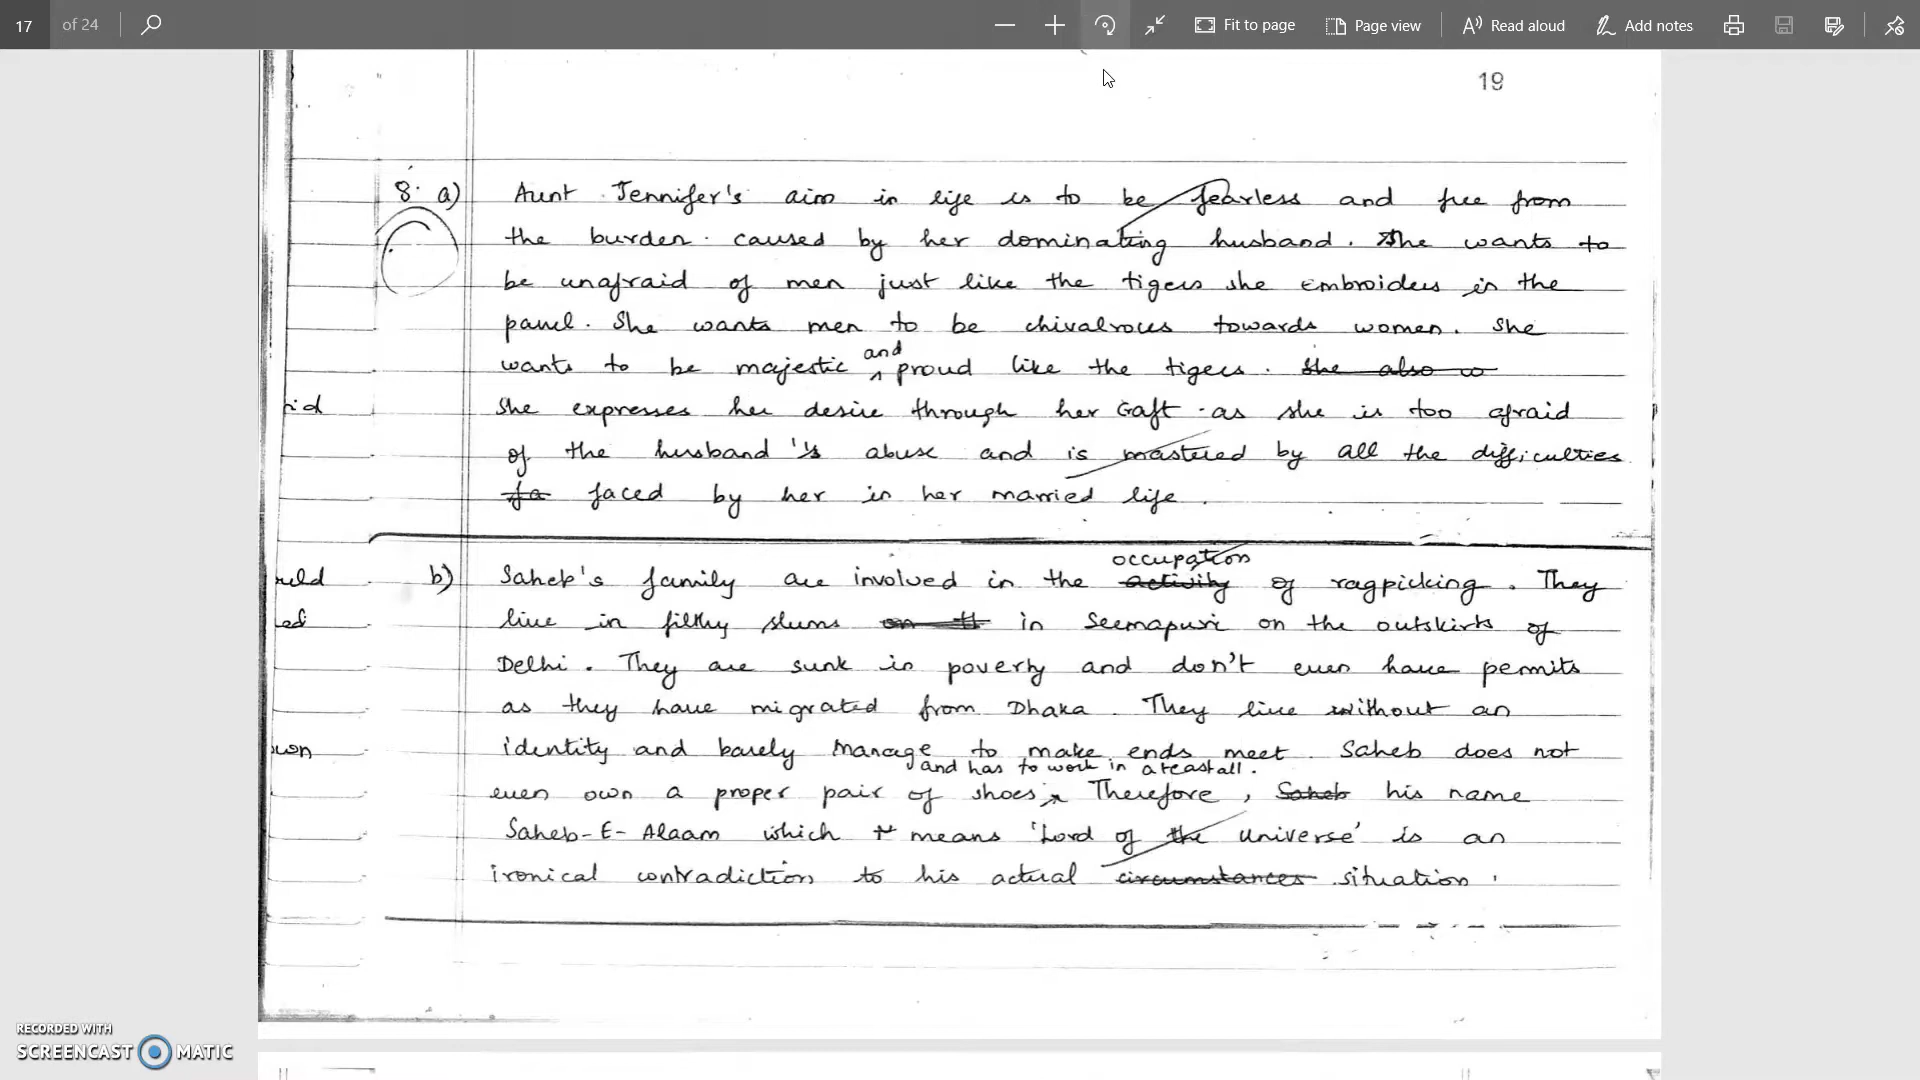 17 of 24 Fit to page Page view Read aloud Add notes
19
8. a) Aunt Jennifer's aim in life is to be fearless and free from
the burden caused by her dominating husband. She wants to
be unafraid of men just like the tigers she embroiders in the
panel. She wants men to be chivalrous towards women. She
wants to be majestic and proud like the tigers. She also w
She expresses her desire through her craft as she is too afraid
of the husband's abuse and is mastered by all the difficulties
fa faced by her in her married life.
b) Saheb's family are involved in the activity occupation of ragpicking. They
live in filthy slums in Seemapuri on the outskirts of
Delhi. They are sunk in poverty and don't even have permits
as they have migrated from Dhaka. They live without an
identity and barely manage to make ends meet. Saheb does not
even own a proper pair of shoes and has to work in a teastall. Therefore, Saheb his name
Saheb-E-Alaam which means 'Lord of the Universe' is an
ironical contradiction to his actual circumstances situation.
RECORDED WITH
SCREENCAST MATIC